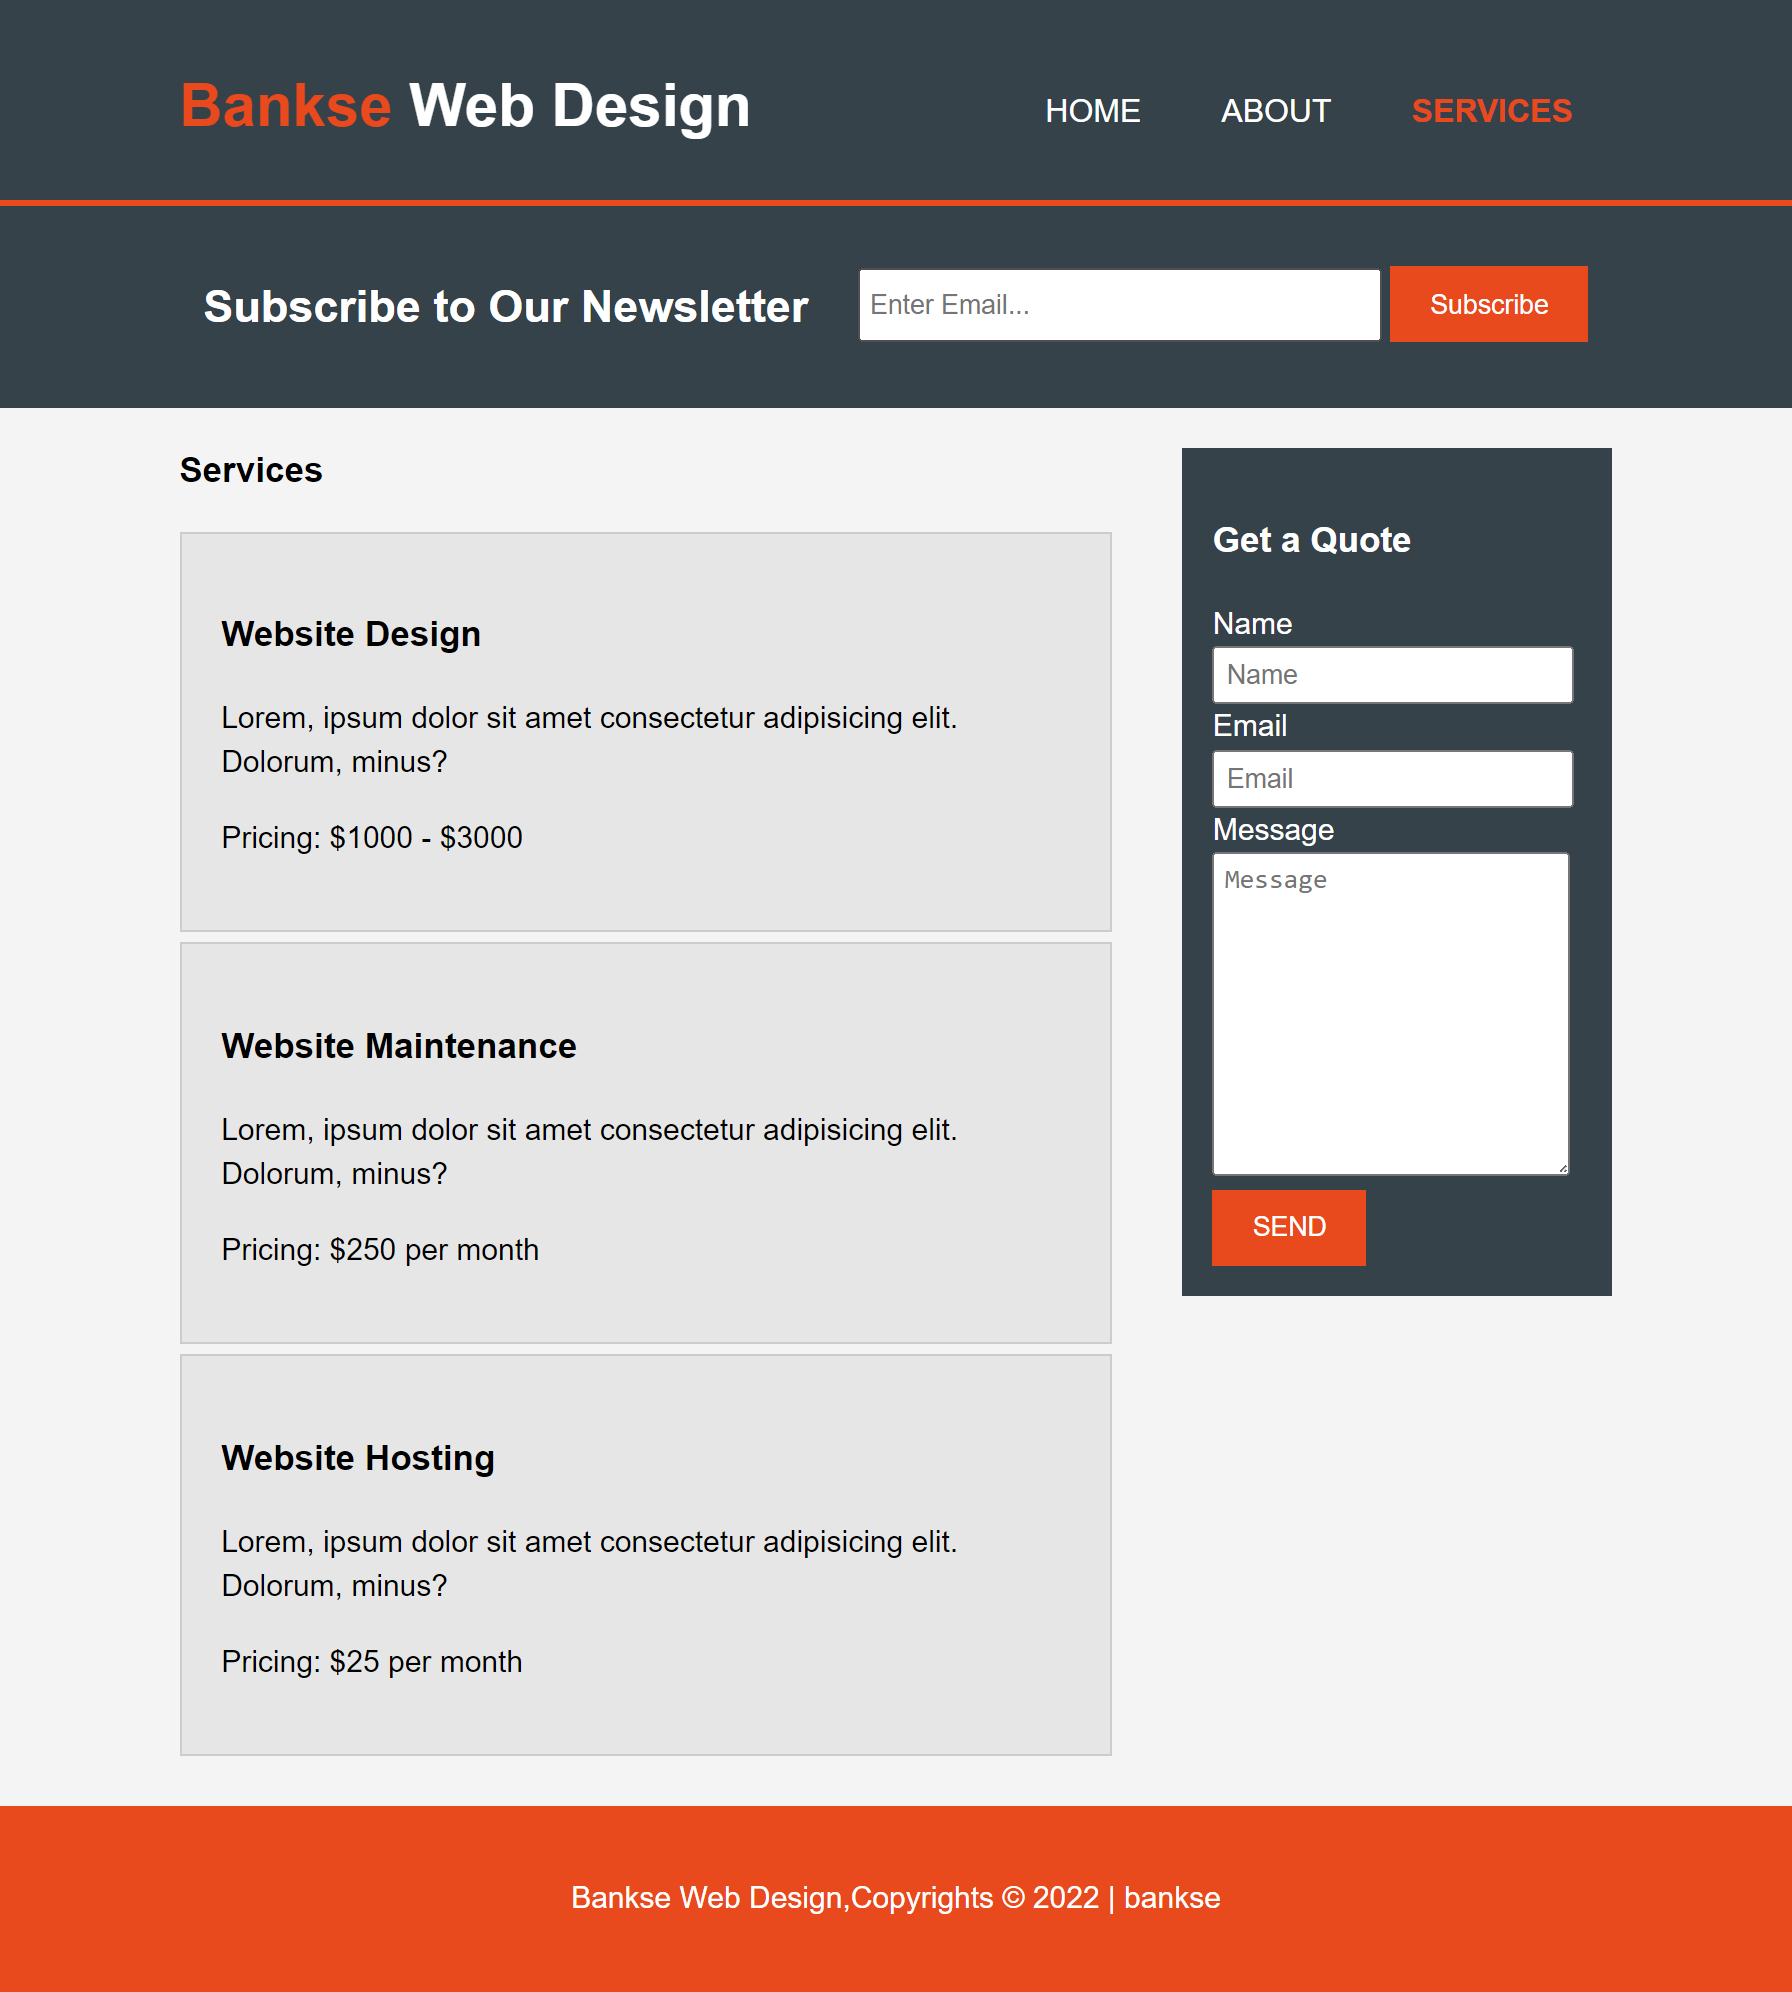 Bankse Web Design
HOME
ABOUT
SERVICES
Subscribe to Our Newsletter
Enter Email...
Subscribe
Services
Website Design
Lorem, ipsum dolor sit amet consectetur adipisicing elit.
Dolorum, minus?
Pricing: $1000 - $3000
Website Maintenance
Lorem, ipsum dolor sit amet consectetur adipisicing elit.
Dolorum, minus?
Pricing: $250 per month
Website Hosting
Lorem, ipsum dolor sit amet consectetur adipisicing elit.
Dolorum, minus?
Pricing: $25 per month
Get a Quote
Name
Name
Email
Email
Message
Message
SEND
Bankse Web Design,Copyrights © 2022 | bankse